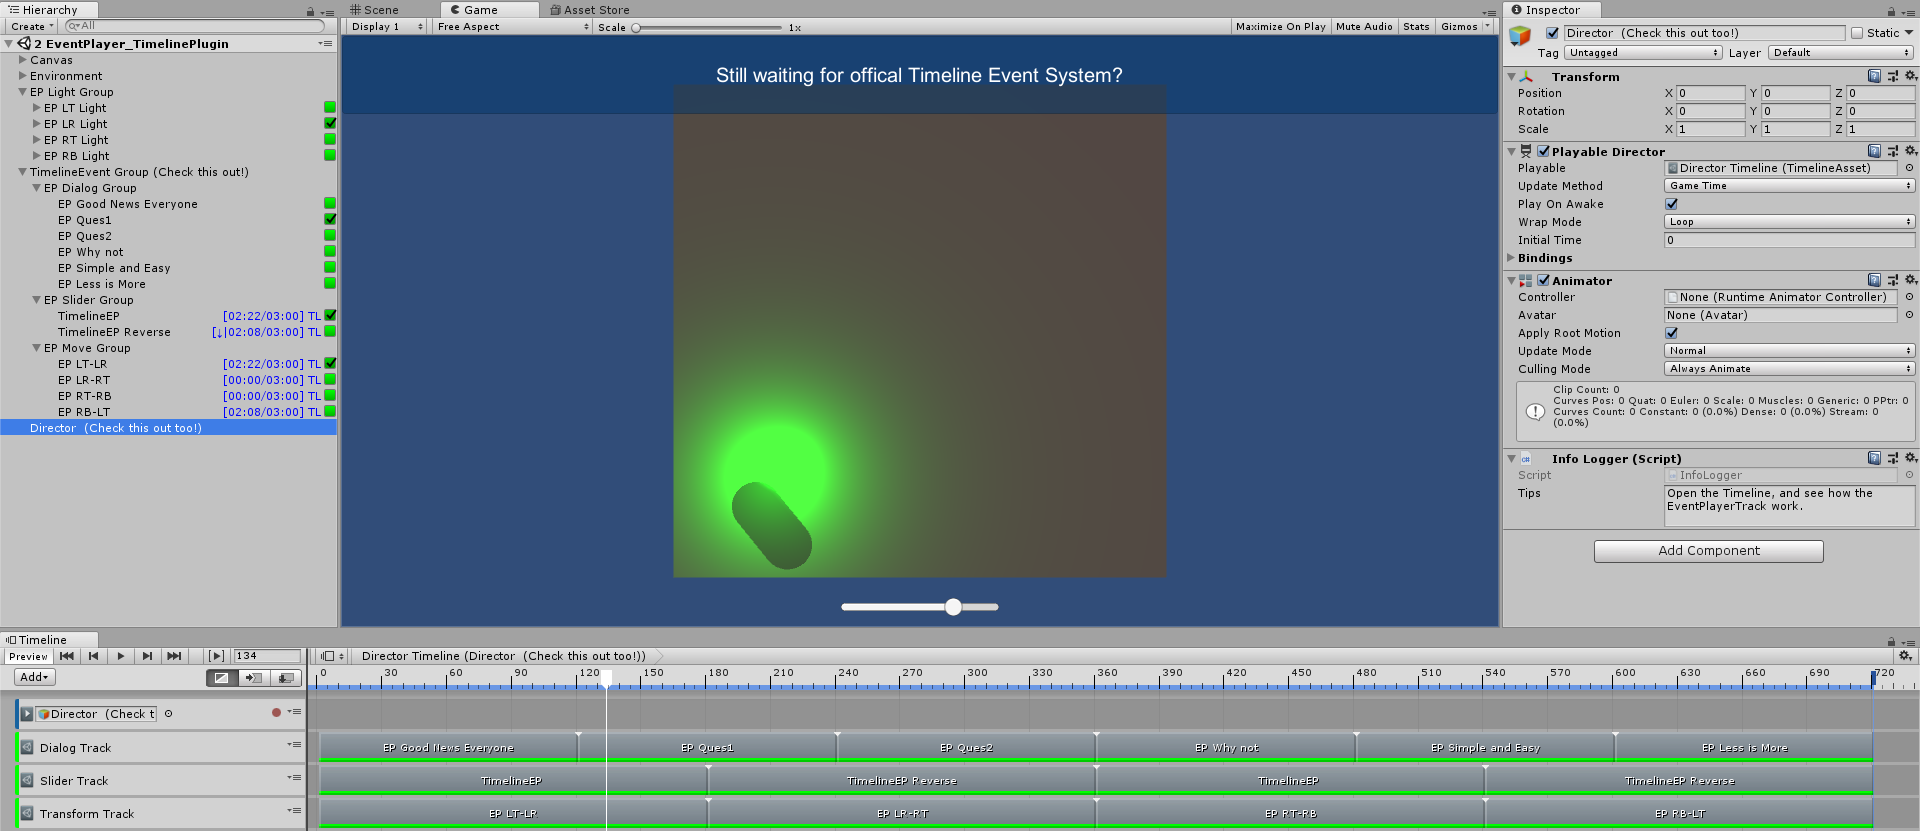 Hierarchy
Create
All
2 EventPlayer_TimelinePlugin
Canvas
Environment
EP Light Group
EP LT Light
EP LR Light
EP RT Light
EP RB Light
TimelineEvent Group (Check this out!)
EP Dialog Group
EP Good News Everyone
EP Ques1
EP Ques2
EP Why not
EP Simple and Easy
EP Less is More
EP Slider Group
TimelineEP [02:22/03:00] TL
TimelineEP Reverse [↓|02:08/03:00] TL
EP Move Group
EP LT-LR [02:22/03:00] TL
EP LR-RT [00:00/03:00] TL
EP RT-RB [00:00/03:00] TL
EP RB-LT [02:08/03:00] TL
Director (Check this out too!)
Scene Game Asset Store
Display 1 Free Aspect Scale 1x Maximize On Play Mute Audio Stats Gizmos
Still waiting for offical Timeline Event System?
Inspector
Director (Check this out too!) Static
Tag Untagged Layer Default
Transform
Position X 0 Y 0 Z 0
Rotation X 0 Y 0 Z 0
Scale X 1 Y 1 Z 1
Playable Director
Playable Director Timeline (TimelineAsset)
Update Method Game Time
Play On Awake
Wrap Mode Loop
Initial Time 0
Bindings
Animator
Controller None (Runtime Animator Controller)
Avatar None (Avatar)
Apply Root Motion
Update Mode Normal
Culling Mode Always Animate
Clip Count: 0
Curves Pos: 0 Quat: 0 Euler: 0 Scale: 0 Muscles: 0 Generic: 0 PPtr: 0
Curves Count: 0 Constant: 0 (0.0%) Dense: 0 (0.0%) Stream: 0
(0.0%)
Info Logger (Script)
Script InfoLogger
Tips Open the Timeline, and see how the
EventPlayerTrack work.
Add Component
Timeline
Preview 134 Director Timeline (Director (Check this out too!))
Add
0 30 60 90 120 150 180 210 240 270 300 330 360 390 420 450 480 510 540 570 600 630 660 690 720
Director (Check t
Dialog Track EP Good News Everyone EP Ques1 EP Ques2 EP Why not EP Simple and Easy EP Less is More
Slider Track TimelineEP TimelineEP Reverse TimelineEP TimelineEP Reverse
Transform Track EP LT-LR EP LR-RT EP RT-RB EP RB-LT